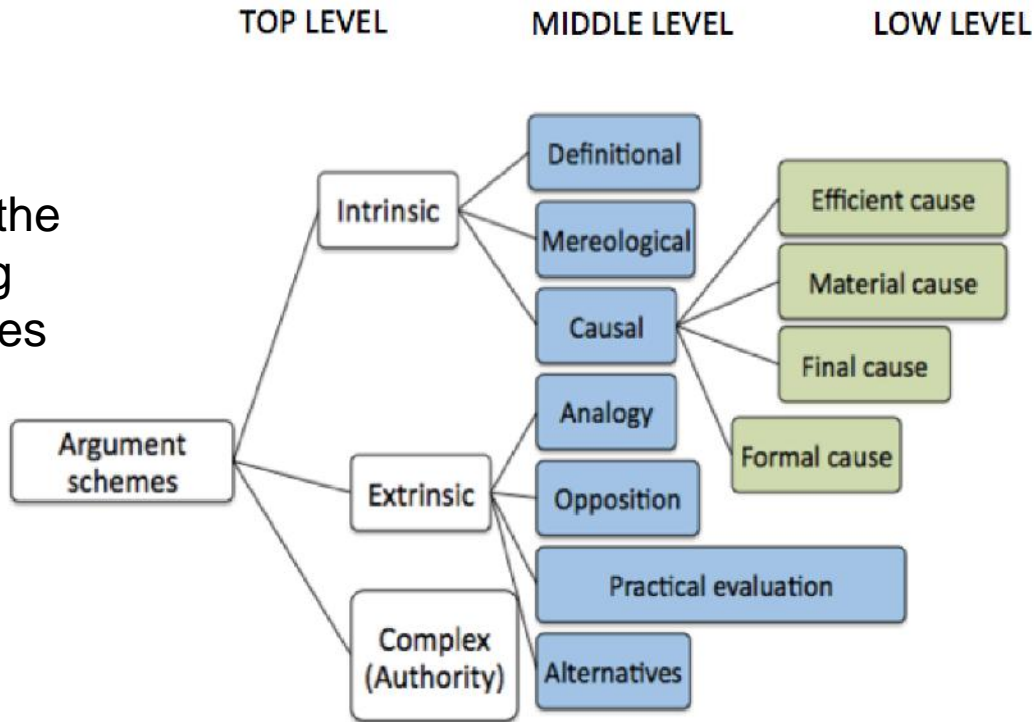 TOP LEVEL MIDDLE LEVEL LOW LEVEL
the
g
es
Argument
schemes
Intrinsic
Extrinsic
Complex
(Authority)
Definitional
Mereological
Causal
Analogy
Opposition
Practical evaluation
Alternatives
Efficient cause
Material cause
Final cause
Formal cause